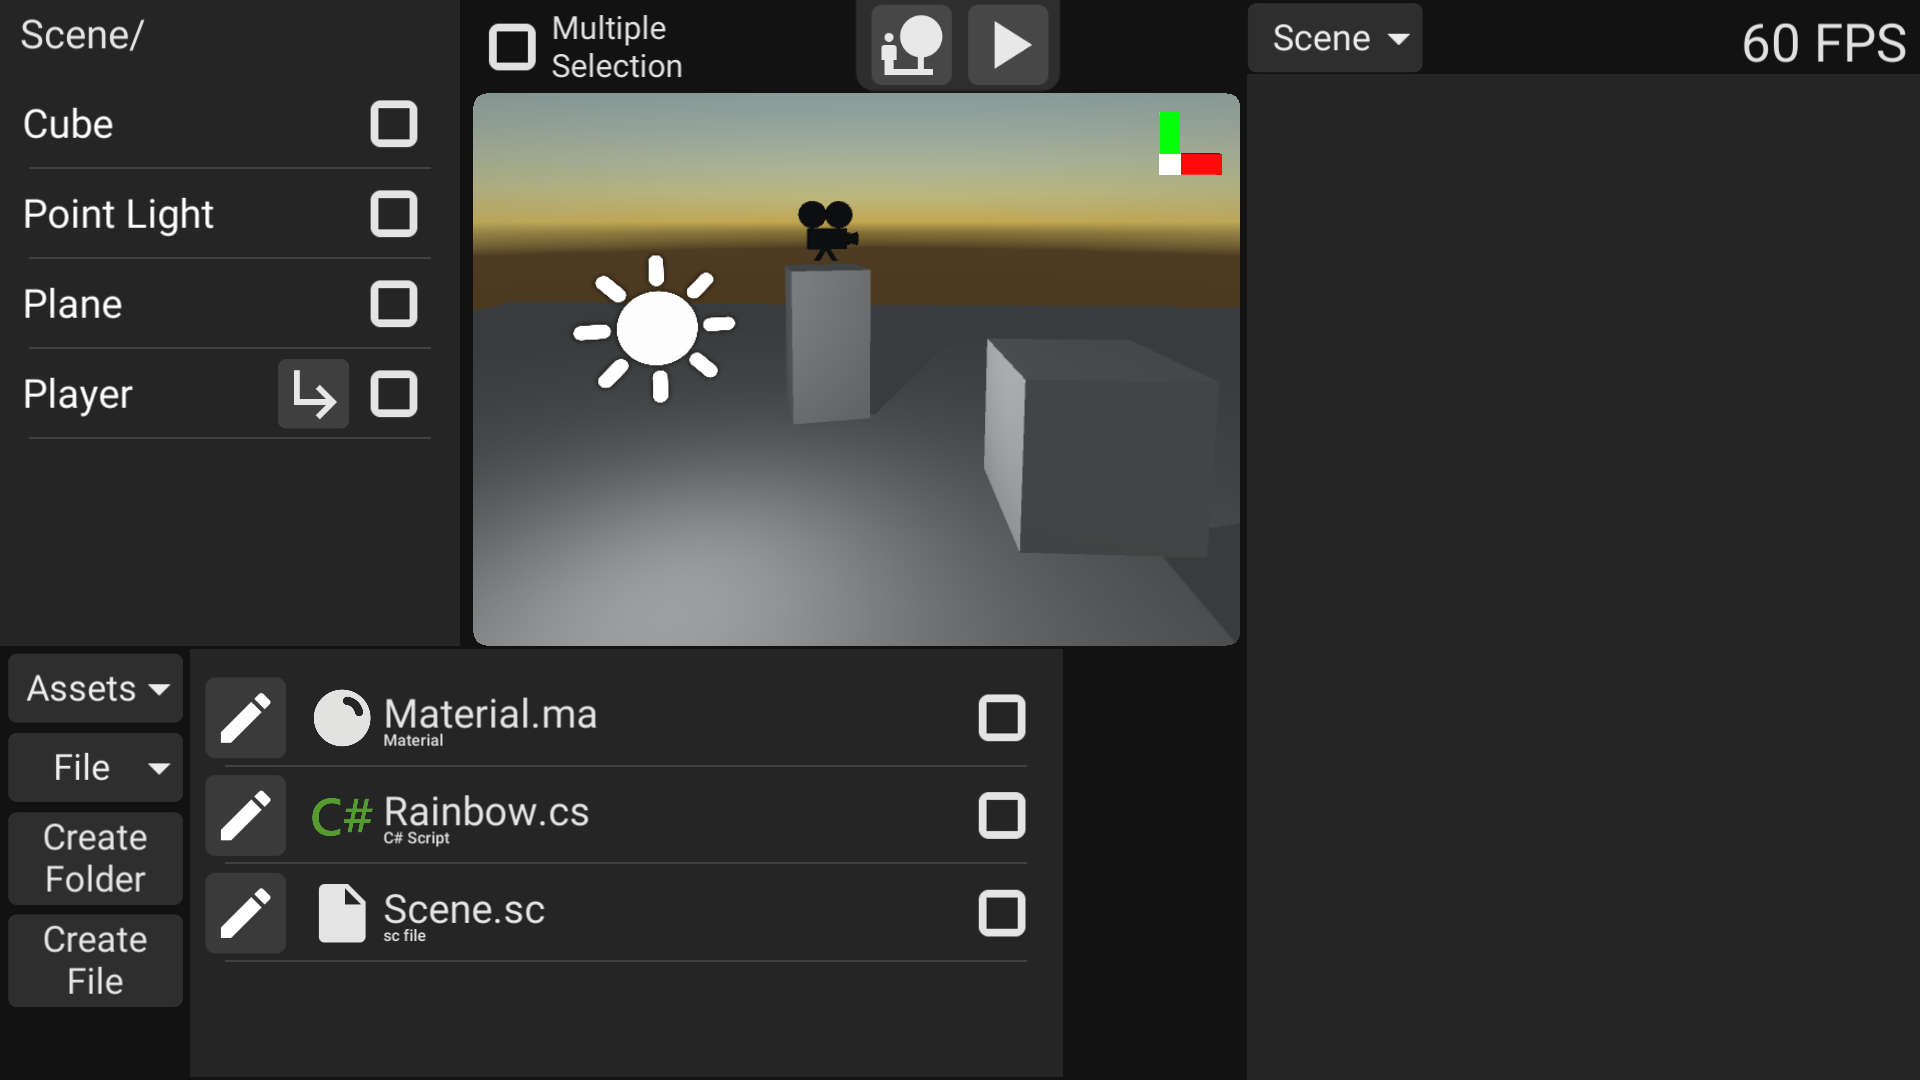 Scene/
Cube
Point Light
Plane
Player
Multiple
Selection
Scene
60 FPS
Assets
File
Create
Folder
Create
File
Material.ma
Material
C#
Rainbow.cs
C# Script
Scene.sc
sc file